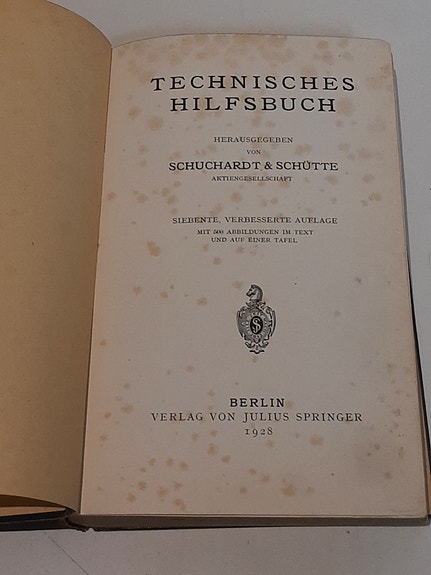 TECHNISCHES
HILFSBUCH
HERAUSGEGEBEN
VON
SCHUCHARDT & SCHÜTTE
AKTIENGESELLSCHAFT
SIEBENTE, VERBESSERTE AUFLAGE
MIT 500 ABBILDUNGEN IM TEXT
UND AUF EINER TAFEL
BERLIN
VERLAG VON JULIUS SPRINGER
1928